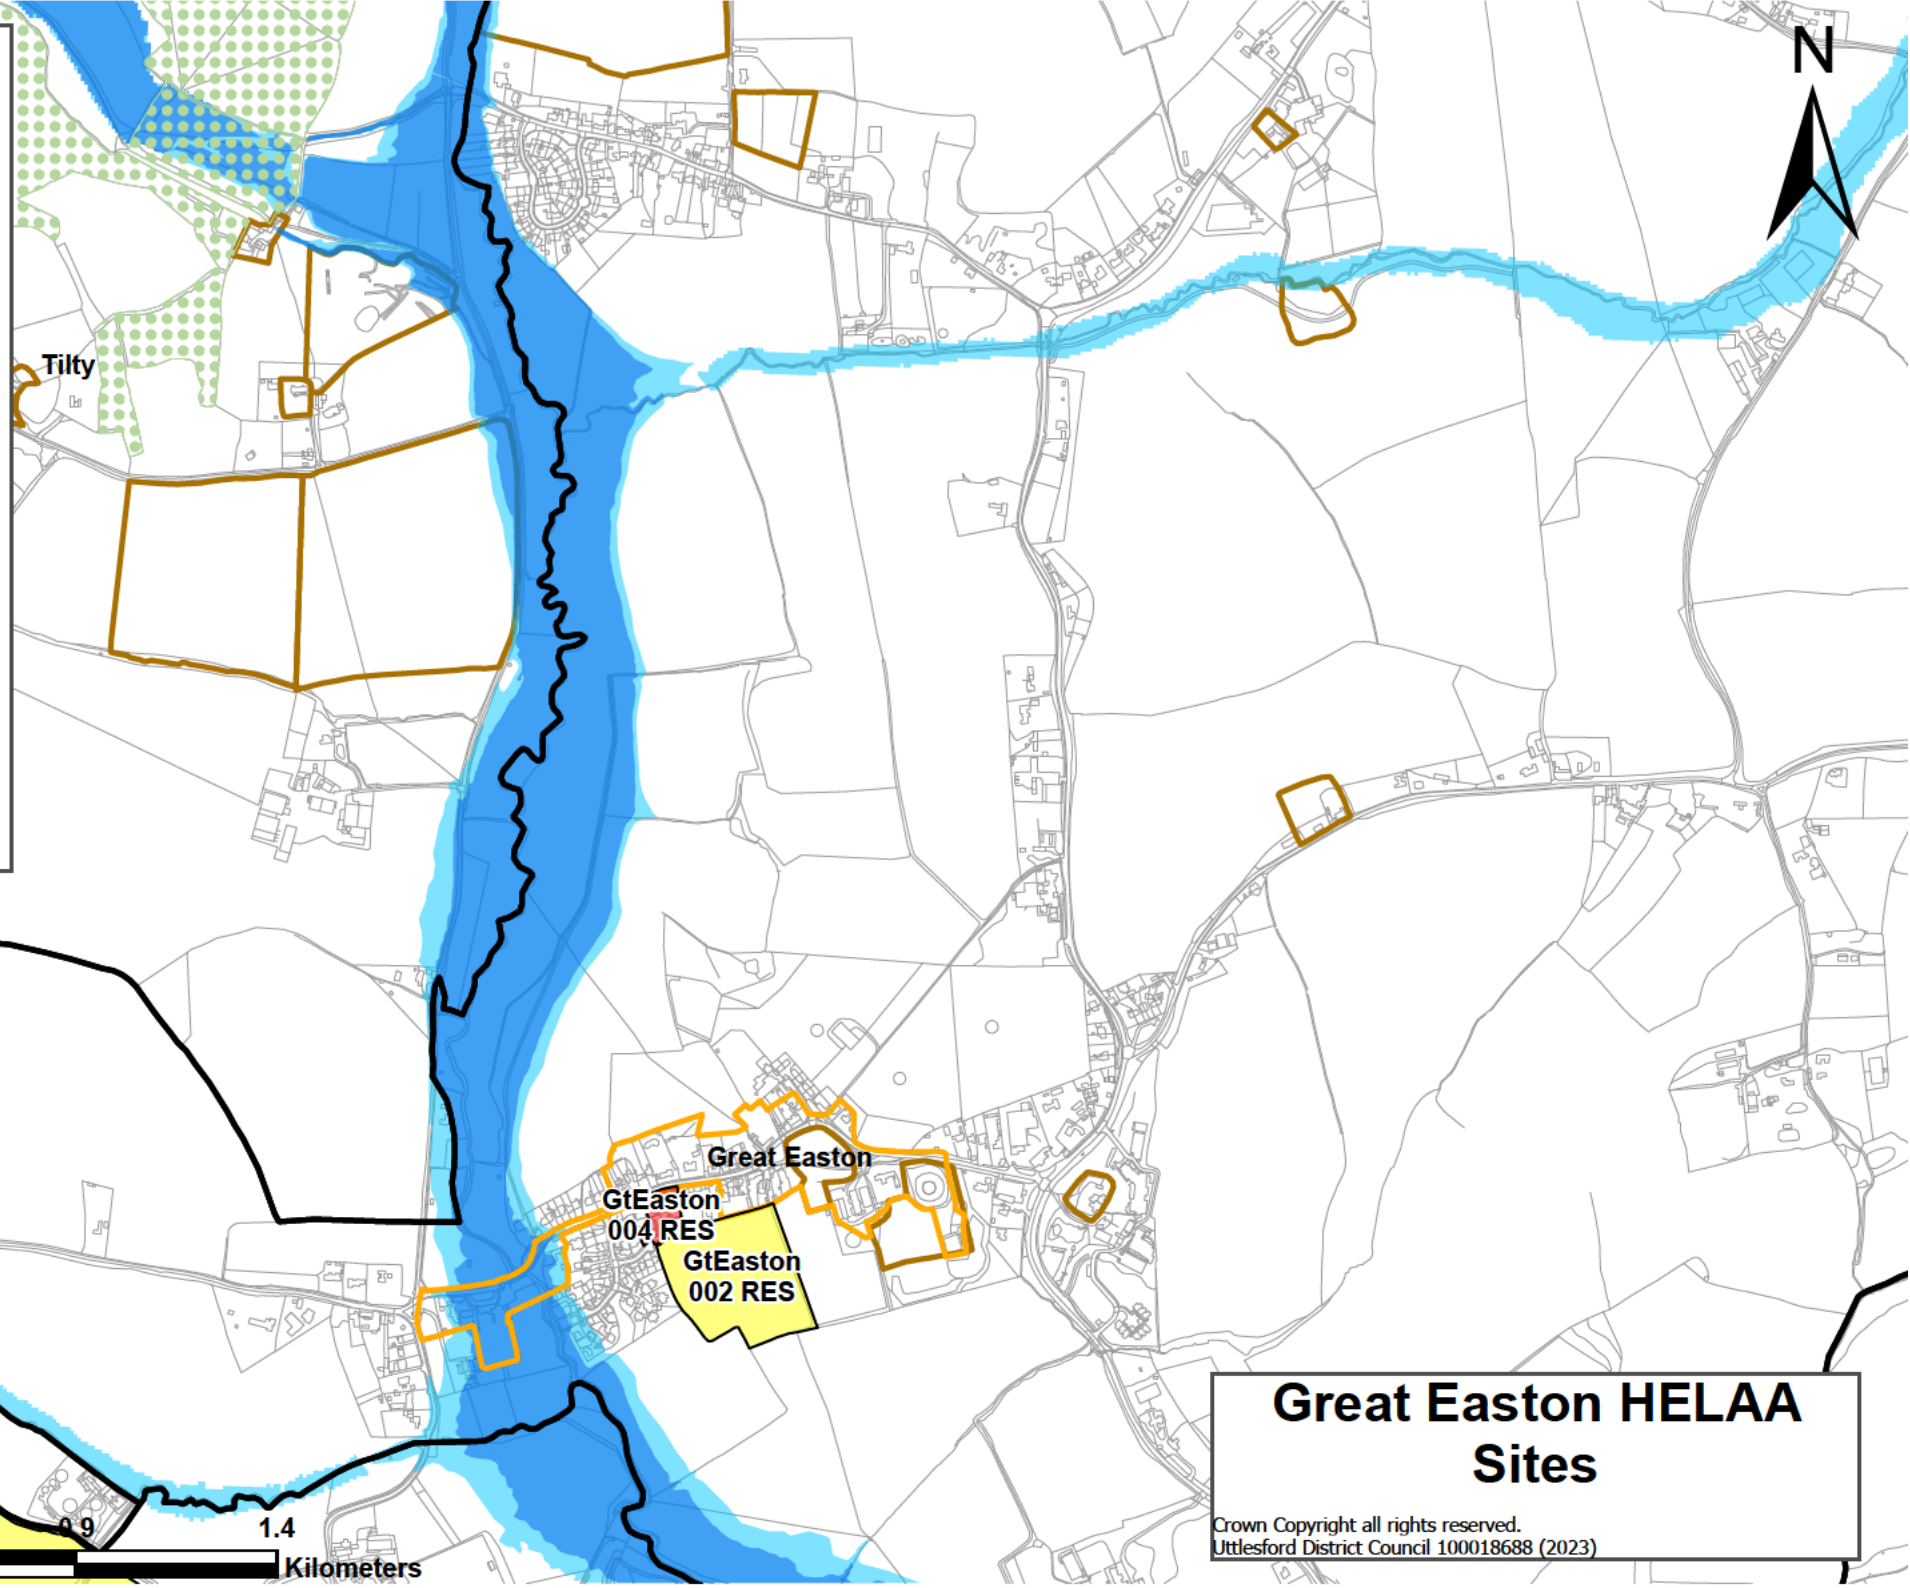 N
Tilty
Great Easton
GtEaston
004 RES
GtEaston
002 RES
Great Easton HELAA
Sites
Crown Copyright all rights reserved.
Uttlesford District Council 100018688 (2023)
0.9
1.4
Kilometers